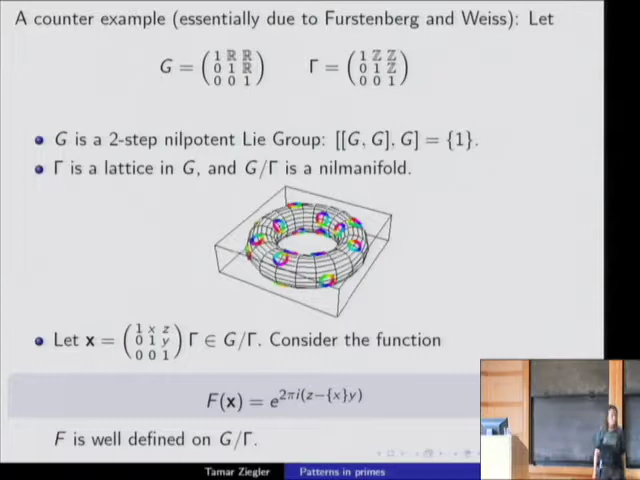 A counter example (essentially due to Furstenberg and Weiss): Let
G = ( 1 ℝ ℝ
0 1 ℝ
0 0 1 ) Γ = ( 1 ℤ ℤ
0 1 ℤ
0 0 1 )
G is a 2-step nilpotent Lie Group: [[G, G], G] = {1}.
Γ is a lattice in G, and G/Γ is a nilmanifold.
Let x = ( 1 x z
0 1 y
0 0 1 ) Γ ∈ G/Γ. Consider the function
F(x) = e^{2πi(z−{x}y)}
F is well defined on G/Γ.
Tamar Ziegler Patterns in primes